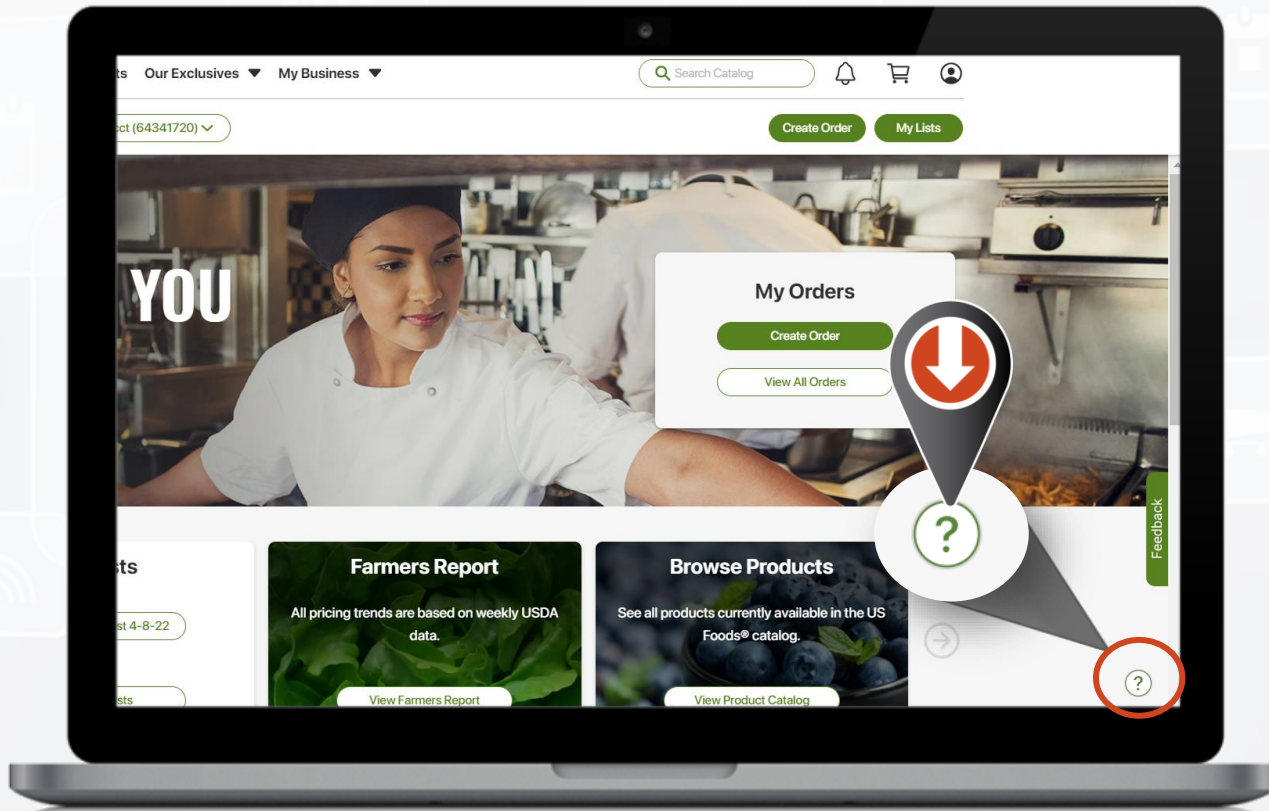 ts Our Exclusives My Business Search Catalog
cct (64341720) Create Order My Lists
YOU
My Orders
Create Order
View All Orders
?
Feedback
sts
st 4-8-22
sts
Farmers Report
All pricing trends are based on weekly USDA
data.
View Farmers Report
Browse Products
See all products currently available in the US
Foods® catalog.
View Product Catalog
?